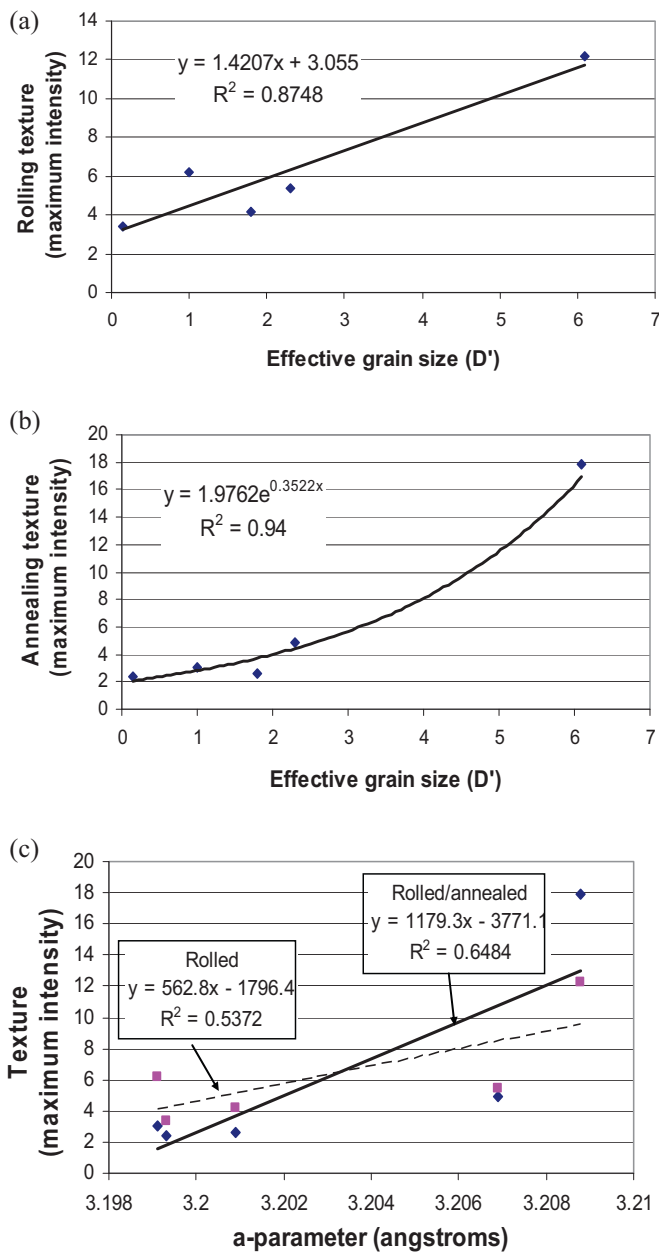 (a)
14
12
10
8
6
4
2
0
y = 1.4207x + 3.055
R² = 0.8748
Rolling texture
(maximum intensity)
0 1 2 3 4 5 6 7
Effective grain size (D')
(b)
20
18
16
14
12
10
8
6
4
2
0
y = 1.9762e^0.3522x
R² = 0.94
Annealing texture
(maximum intensity)
0 1 2 3 4 5 6 7
Effective grain size (D')
(c)
20
18
16
14
12
10
8
6
4
2
0
Rolled/annealed
y = 1179.3x - 3771.1
R² = 0.6484
Rolled
y = 562.8x - 1796.4
R² = 0.5372
Texture
(maximum intensity)
3.198 3.2 3.202 3.204 3.206 3.208 3.21
a-parameter (angstroms)